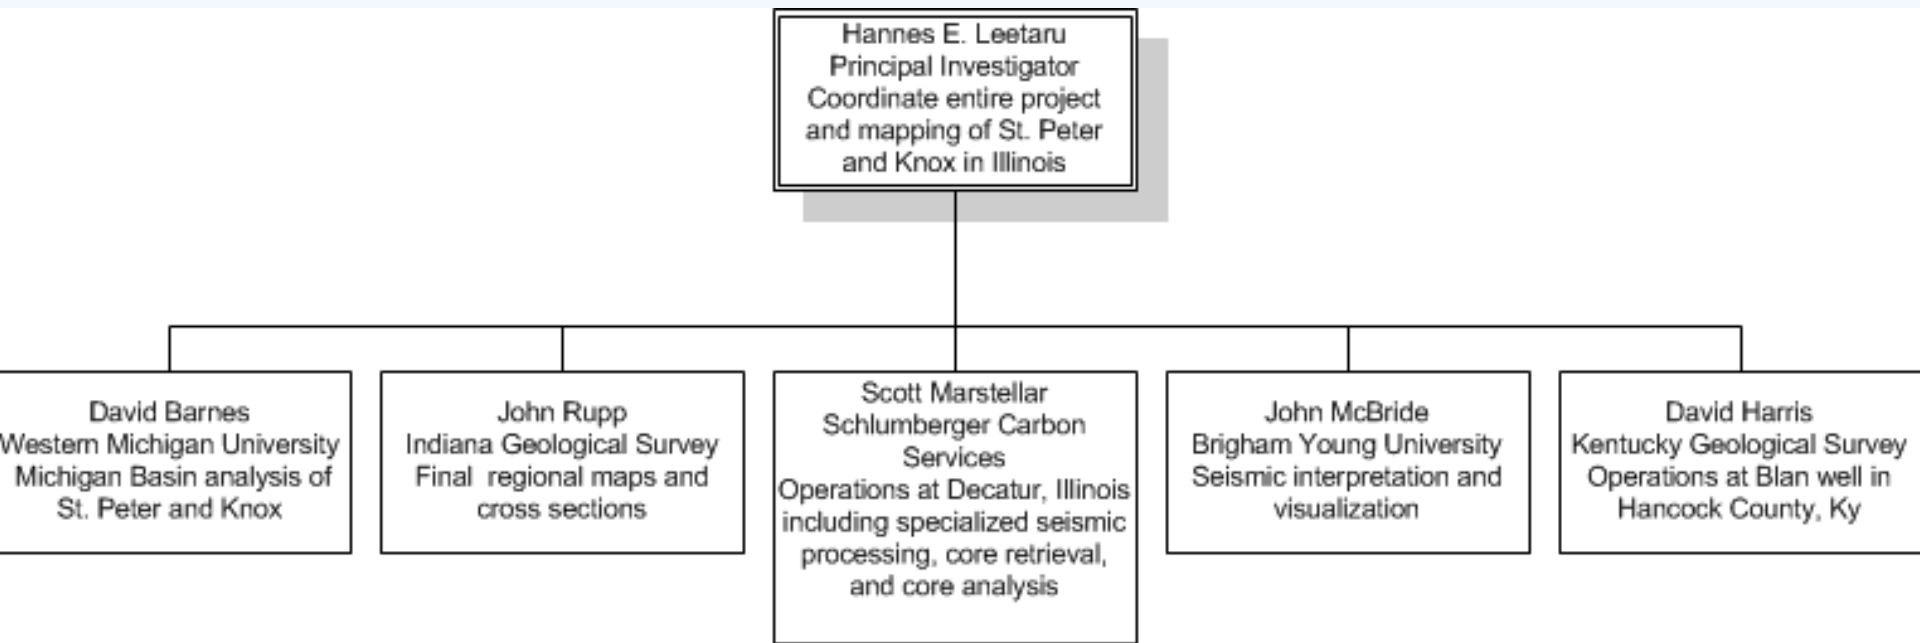 Hannes E. Leetaru
Principal Investigator
Coordinate entire project
and mapping of St. Peter
and Knox in Illinois
David Barnes
Western Michigan University
Michigan Basin analysis of
St. Peter and Knox
John Rupp
Indiana Geological Survey
Final regional maps and
cross sections
Scott Marstellar
Schlumberger Carbon
Services
Operations at Decatur, Illinois
including specialized seismic
processing, core retrieval,
and core analysis
John McBride
Brigham Young University
Seismic interpretation and
visualization
David Harris
Kentucky Geological Survey
Operations at Blan well in
Hancock County, Ky